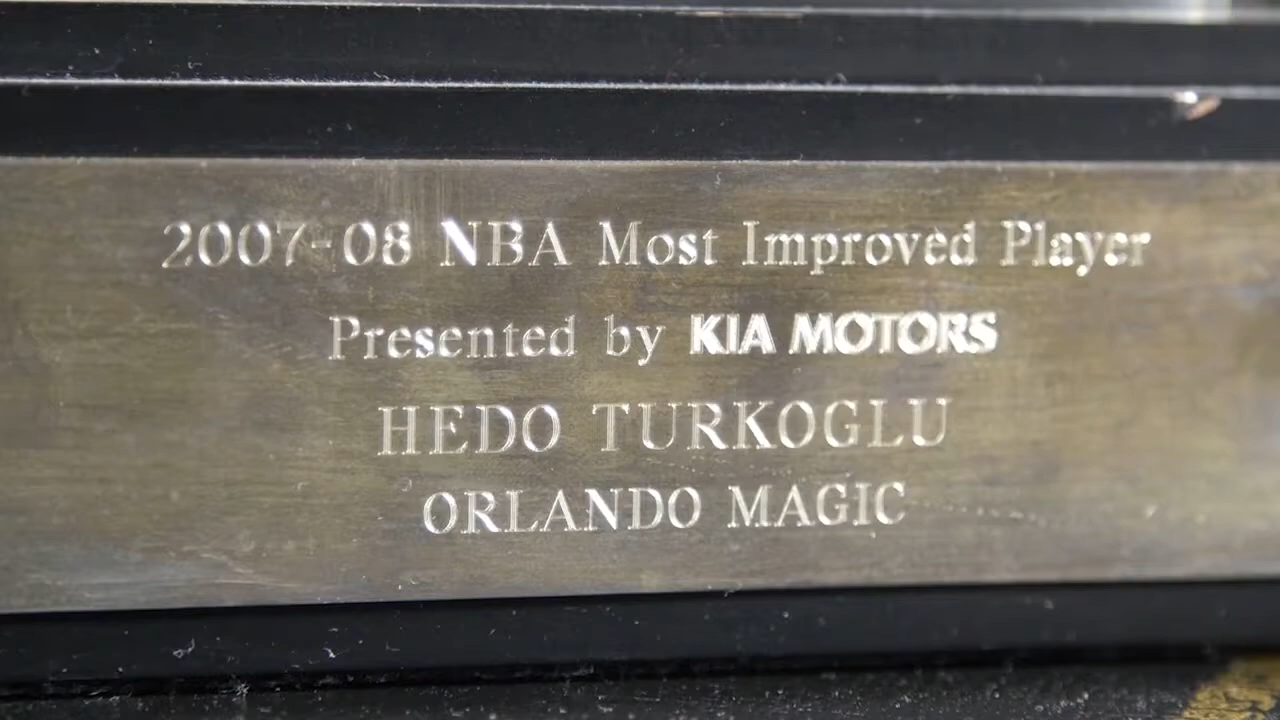 2007-08 NBA Most Improved Player
Presented by KIA MOTORS
HEDO TURKOGLU
ORLANDO MAGIC